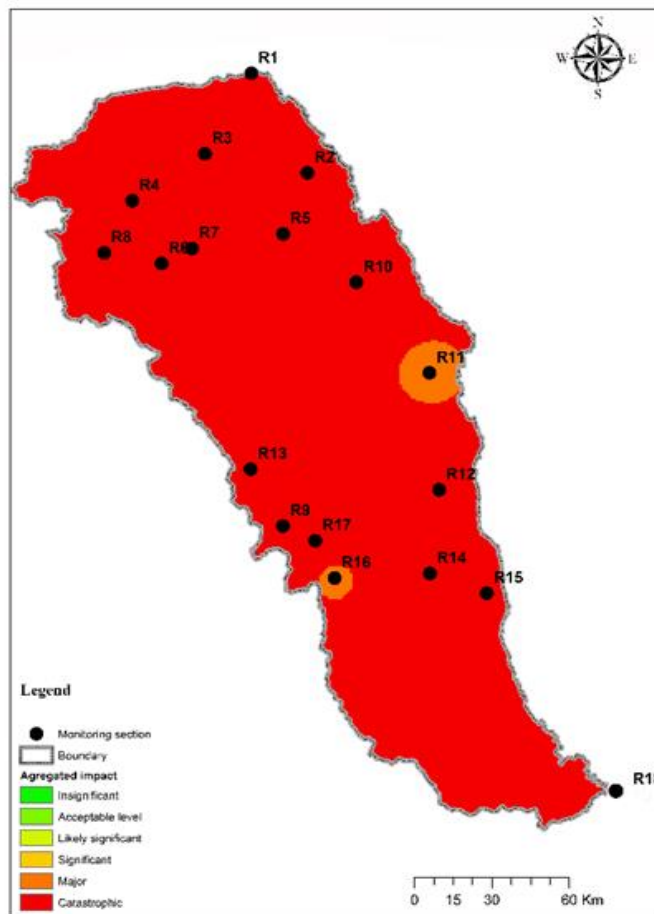 N
W E
S
R1
R3
R2
R4
R5
R8
R6
R7
R10
R11
R13
R12
R9
R17
R16
R14
R15
Legend
Monitoring section
Boundary
Agregated impact
Insignificant
Acceptable level
Likely significant
Significant
Major
Catastrophic
0 15 30 60 Km